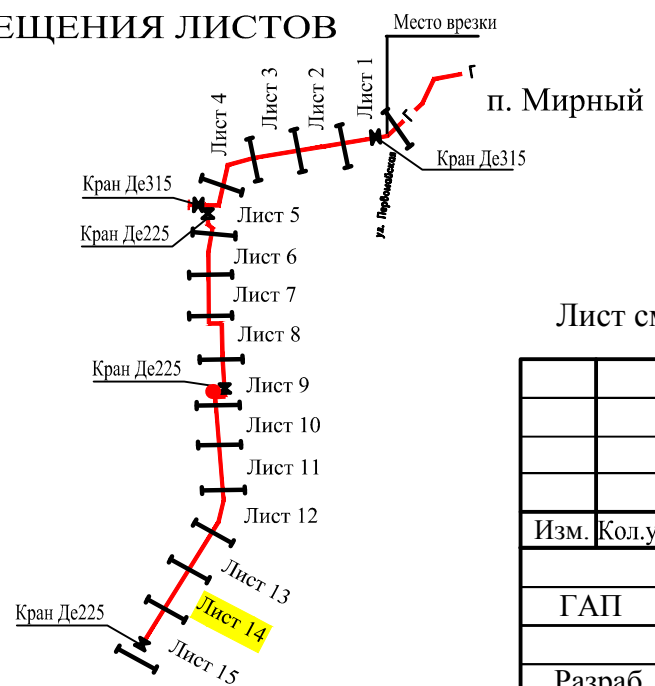 ЕЩЕНИЯ ЛИСТОВ
Место врезки
Лист 1
Лист 2
Лист 3
Лист 4
Г
Г
п. Мирный
Кран Де315
ул. Первомайская
Кран Де315
Кран Де225
Лист 5
Лист 6
Лист 7
Лист 8
Кран Де225
Лист 9
Лист 10
Лист 11
Лист 12
Лист 13
Лист 14
Лист 15
Кран Де225
Лист см
Изм. Кол.у
ГАП
Разраб